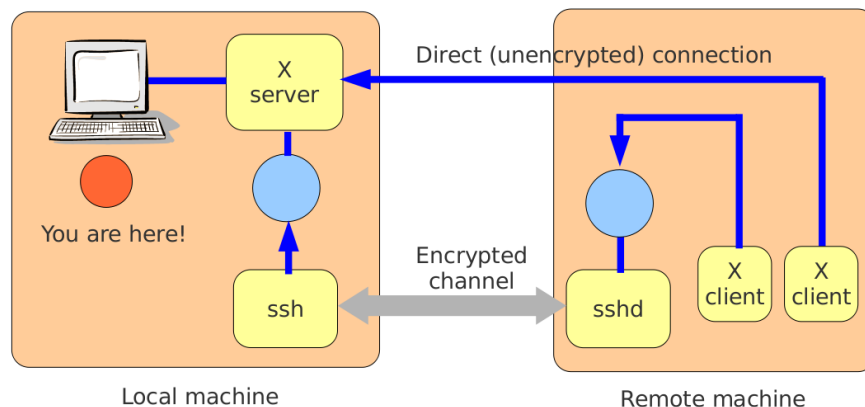 X
server
Direct (unencrypted) connection
You are here!
Encrypted
channel
ssh
sshd
X
client
X
client
Local machine
Remote machine